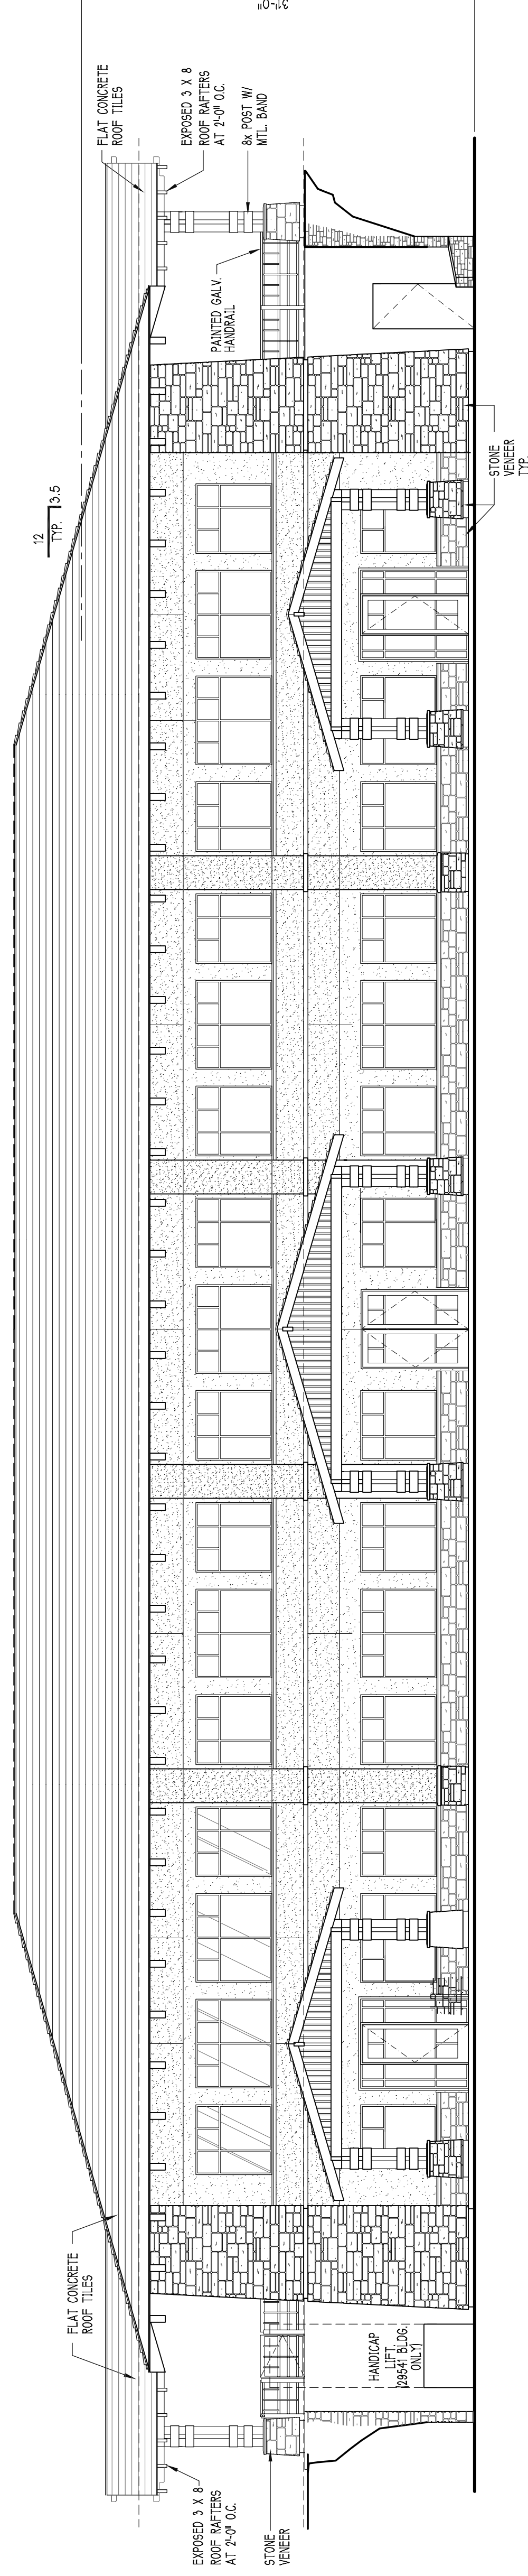 FLAT CONCRETE
ROOF TILES
EXPOSED 3 X 8
ROOF RAFTERS
AT 2'-0" O.C.
STONE
VENEER
HANDICAP
LIFT.
(29541 BLDG.
ONLY)
12
3.5
TYP.
FLAT CONCRETE
ROOF TILES
EXPOSED 3 X 8
ROOF RAFTERS
AT 2'-0" O.C.
8x POST W/
MTL. BAND
PAINTED GALV.
HANDRAIL
STONE
VENEER
TYP.
31'-0"